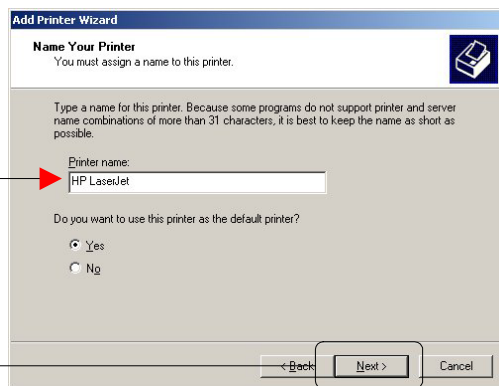 Add Printer Wizard
Name Your Printer
You must assign a name to this printer.
Type a name for this printer. Because some programs do not support printer and server
name combinations of more than 31 characters, it is best to keep the name as short as
possible.
Printer name:
HP LaserJet
Do you want to use this printer as the default printer?
Yes
No
< Back
Next >
Cancel